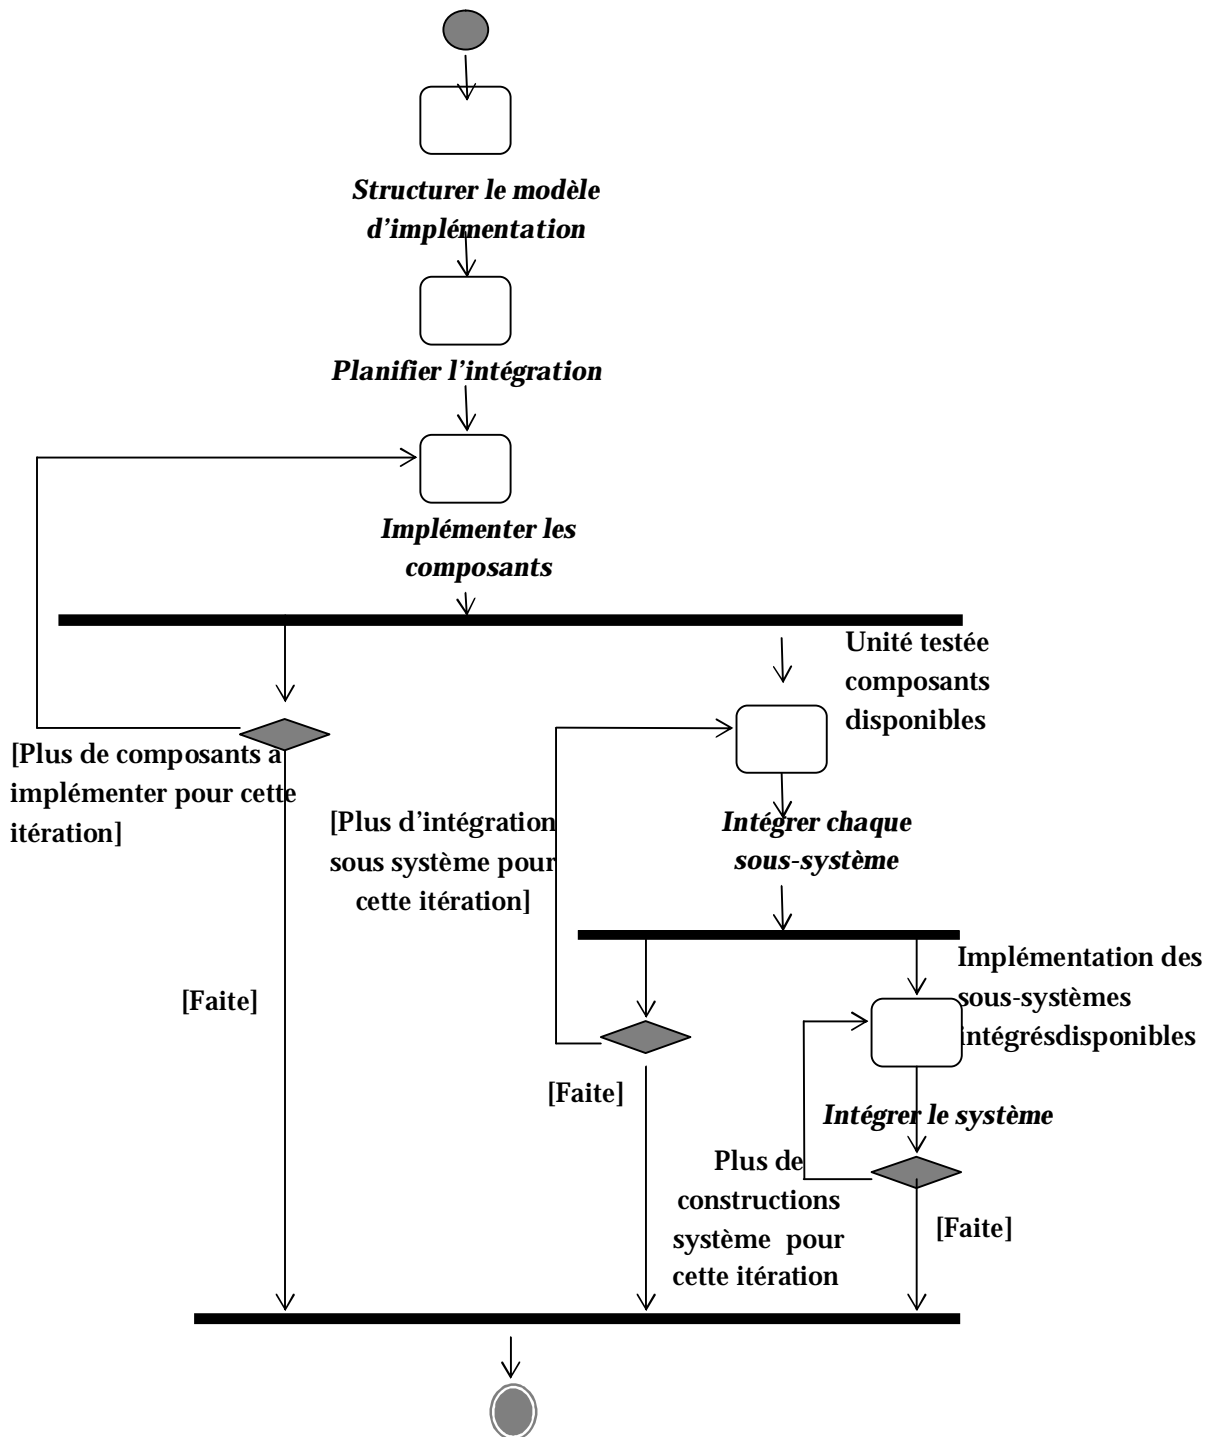 Structurer le modèle
d'implémentation
Planifier l'intégration
Implémenter les
composants
Unité testée
composants
disponibles
[Plus de composants a
implémenter pour cette
itération]
[Plus d'intégration
sous système pour
cette itération]
Intégrer chaque
sous-système
[Faite]
Implémentation des
sous-systèmes
intégrésdisponibles
[Faite]
Intégrer le système
Plus de
constructions
système pour
cette itération
[Faite]